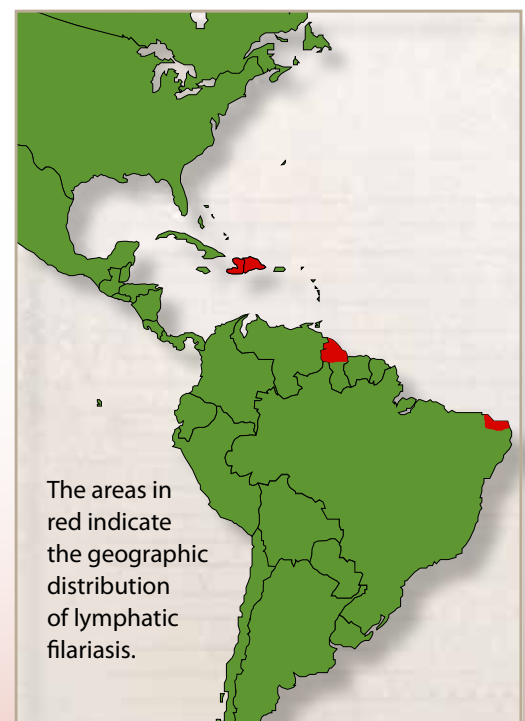 The areas in
red indicate
the geographic
distribution
of lymphatic
filariasis.